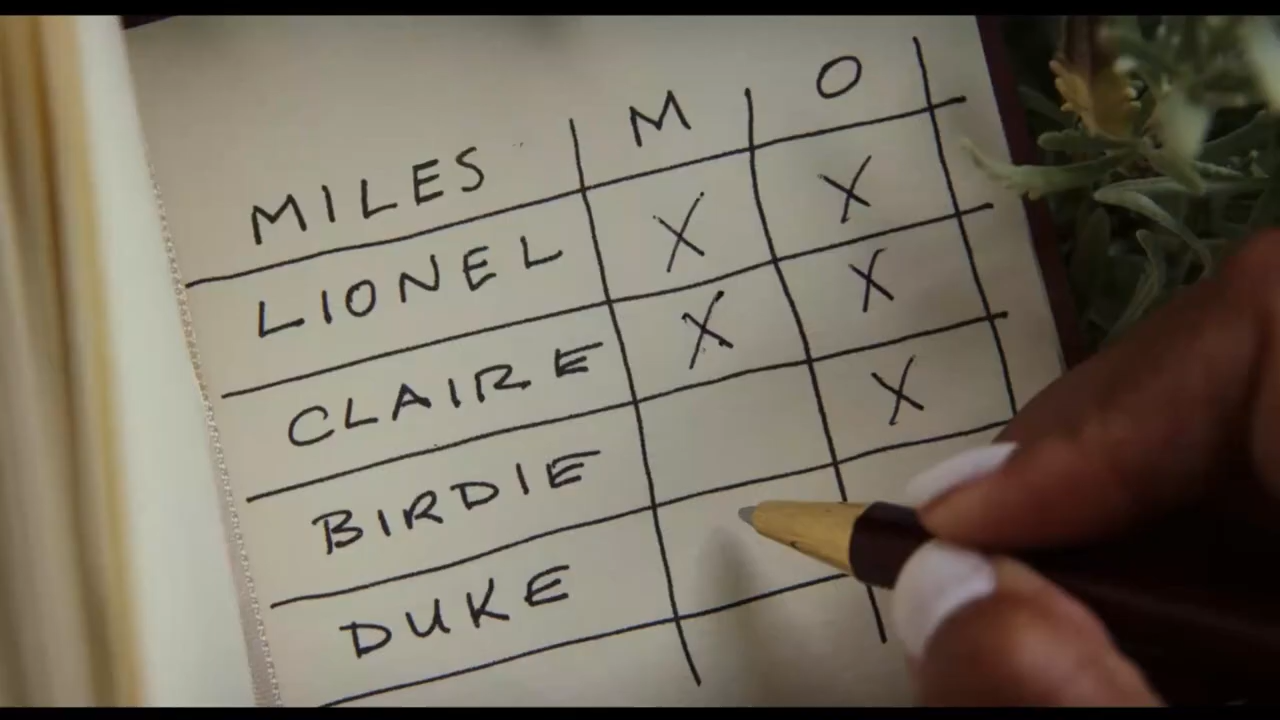 M O
MILES
LIONEL X X
CLAIRE X X
BIRDIE X
DUKE